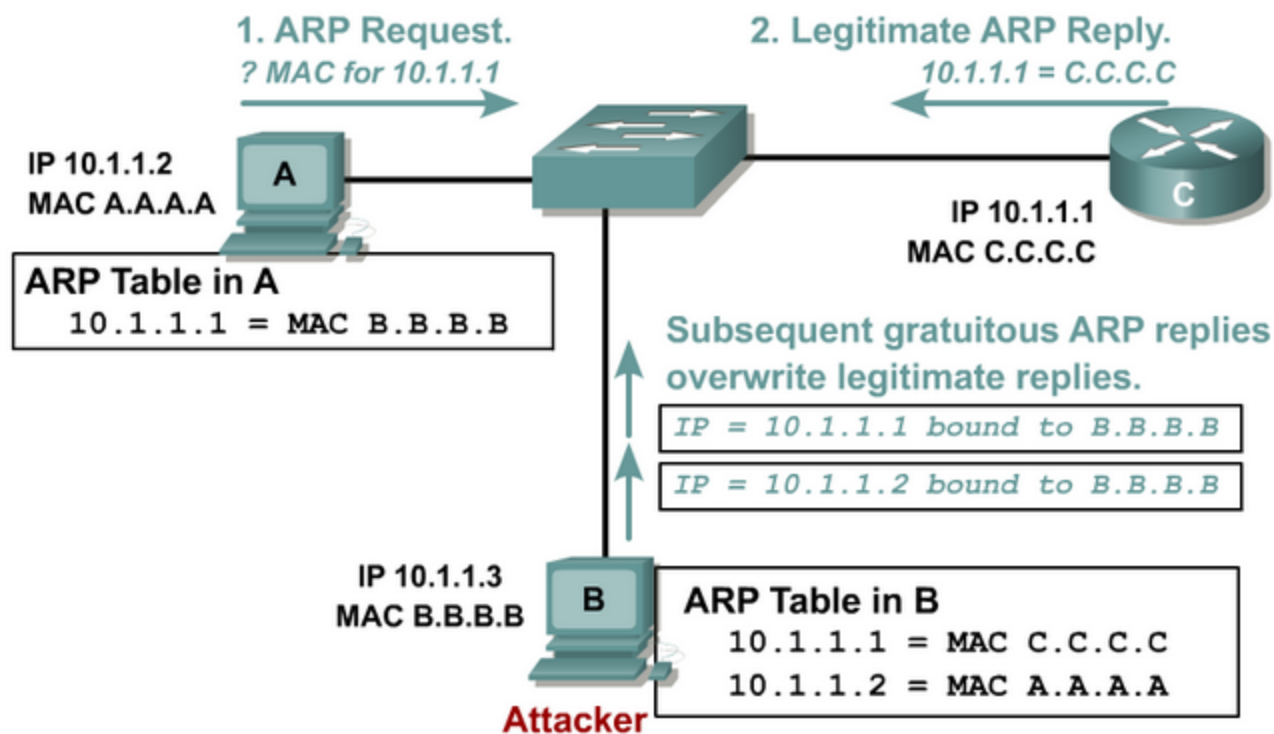 1. ARP Request.
? MAC for 10.1.1.1
2. Legitimate ARP Reply.
10.1.1.1 = C.C.C.C
IP 10.1.1.2
MAC A.A.A.A
A
C
IP 10.1.1.1
MAC C.C.C.C
ARP Table in A
10.1.1.1 = MAC B.B.B.B
Subsequent gratuitous ARP replies
overwrite legitimate replies.
IP = 10.1.1.1 bound to B.B.B.B
IP = 10.1.1.2 bound to B.B.B.B
IP 10.1.1.3
MAC B.B.B.B
B
Attacker
ARP Table in B
10.1.1.1 = MAC C.C.C.C
10.1.1.2 = MAC A.A.A.A